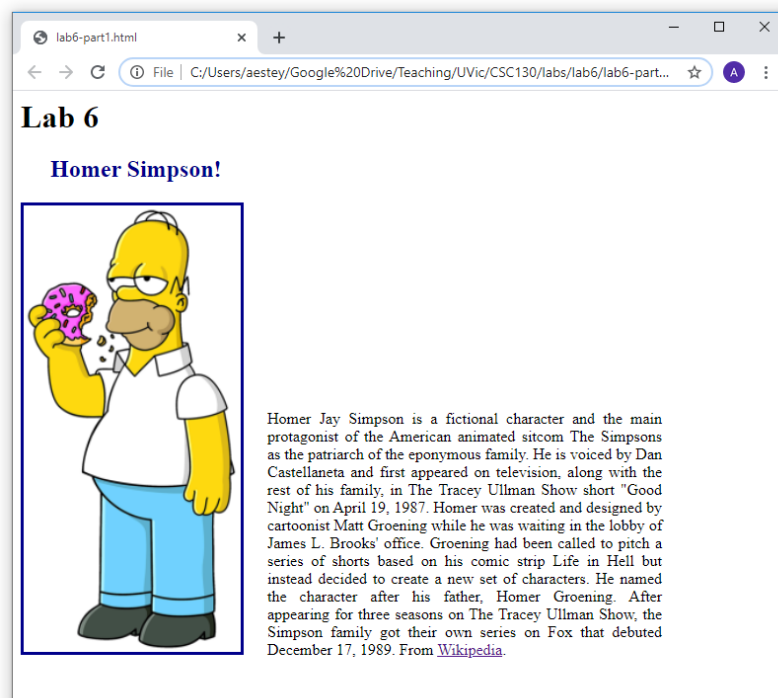 lab6-part1.html
File | C:/Users/aestey/Google%20Drive/Teaching/UVic/CSC130/labs/lab6/lab6-part...
A
Lab 6
Homer Simpson!
Homer Jay Simpson is a fictional character and the main
protagonist of the American animated sitcom The Simpsons
as the patriarch of the eponymous family. He is voiced by Dan
Castellaneta and first appeared on television, along with the
rest of his family, in The Tracey Ullman Show short "Good
Night" on April 19, 1987. Homer was created and designed by
cartoonist Matt Groening while he was waiting in the lobby of
James L. Brooks' office. Groening had been called to pitch a
series of shorts based on his comic strip Life in Hell but
instead decided to create a new set of characters. He named
the character after his father, Homer Groening. After
appearing for three seasons on The Tracey Ullman Show, the
Simpson family got their own series on Fox that debuted
December 17, 1989. From Wikipedia.